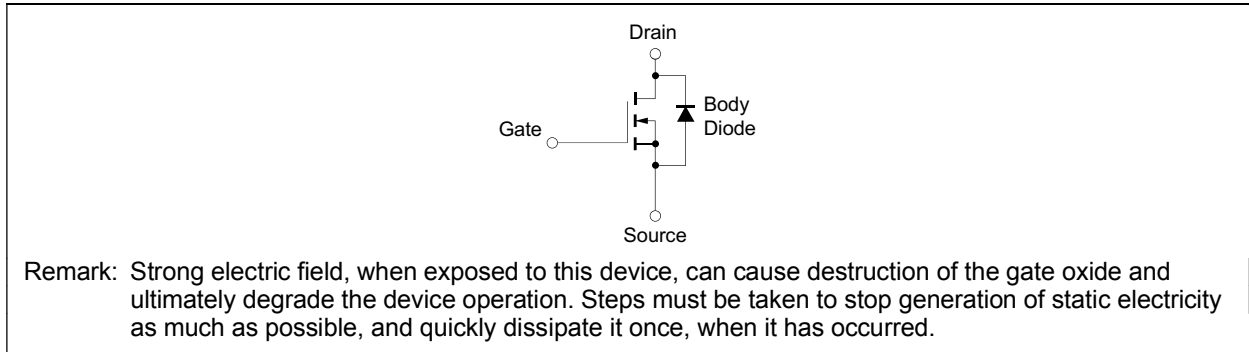 Drain
Body
Diode
Gate
Source
Remark: Strong electric field, when exposed to this device, can cause destruction of the gate oxide and
ultimately degrade the device operation. Steps must be taken to stop generation of static electricity
as much as possible, and quickly dissipate it once, when it has occurred.